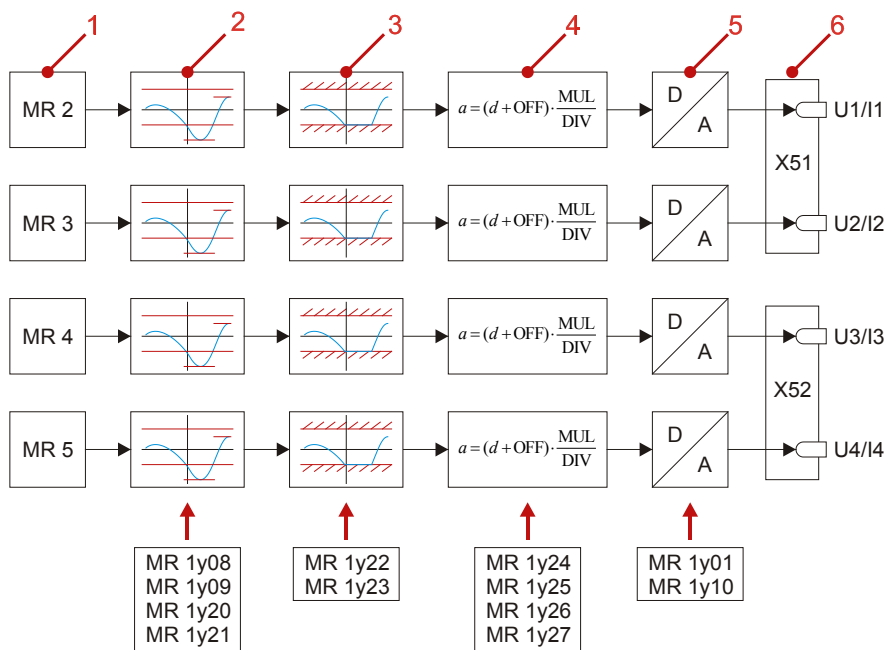 1 2 3 4 5 6
MR 2 a = (d + OFF) · MUL/DIV D A U1/I1
X51
MR 3 a = (d + OFF) · MUL/DIV D A U2/I2
MR 4 a = (d + OFF) · MUL/DIV D A U3/I3
X52
MR 5 a = (d + OFF) · MUL/DIV D A U4/I4
MR 1y08
MR 1y09
MR 1y20
MR 1y21
MR 1y22
MR 1y23
MR 1y24
MR 1y25
MR 1y26
MR 1y27
MR 1y01
MR 1y10